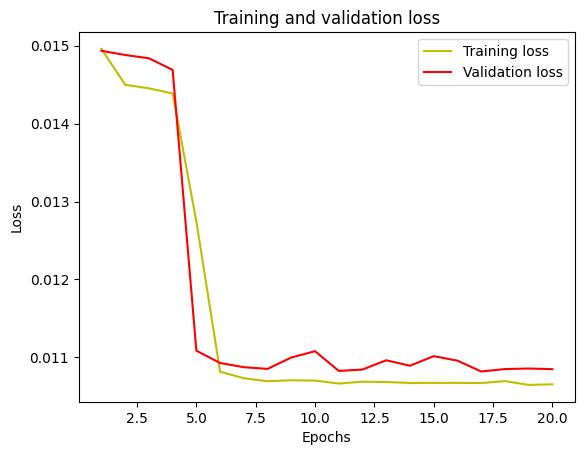 Training and validation loss
Training loss
Validation loss
0.015
0.014
0.013
0.012
0.011
Loss
2.5 5.0 7.5 10.0 12.5 15.0 17.5 20.0
Epochs